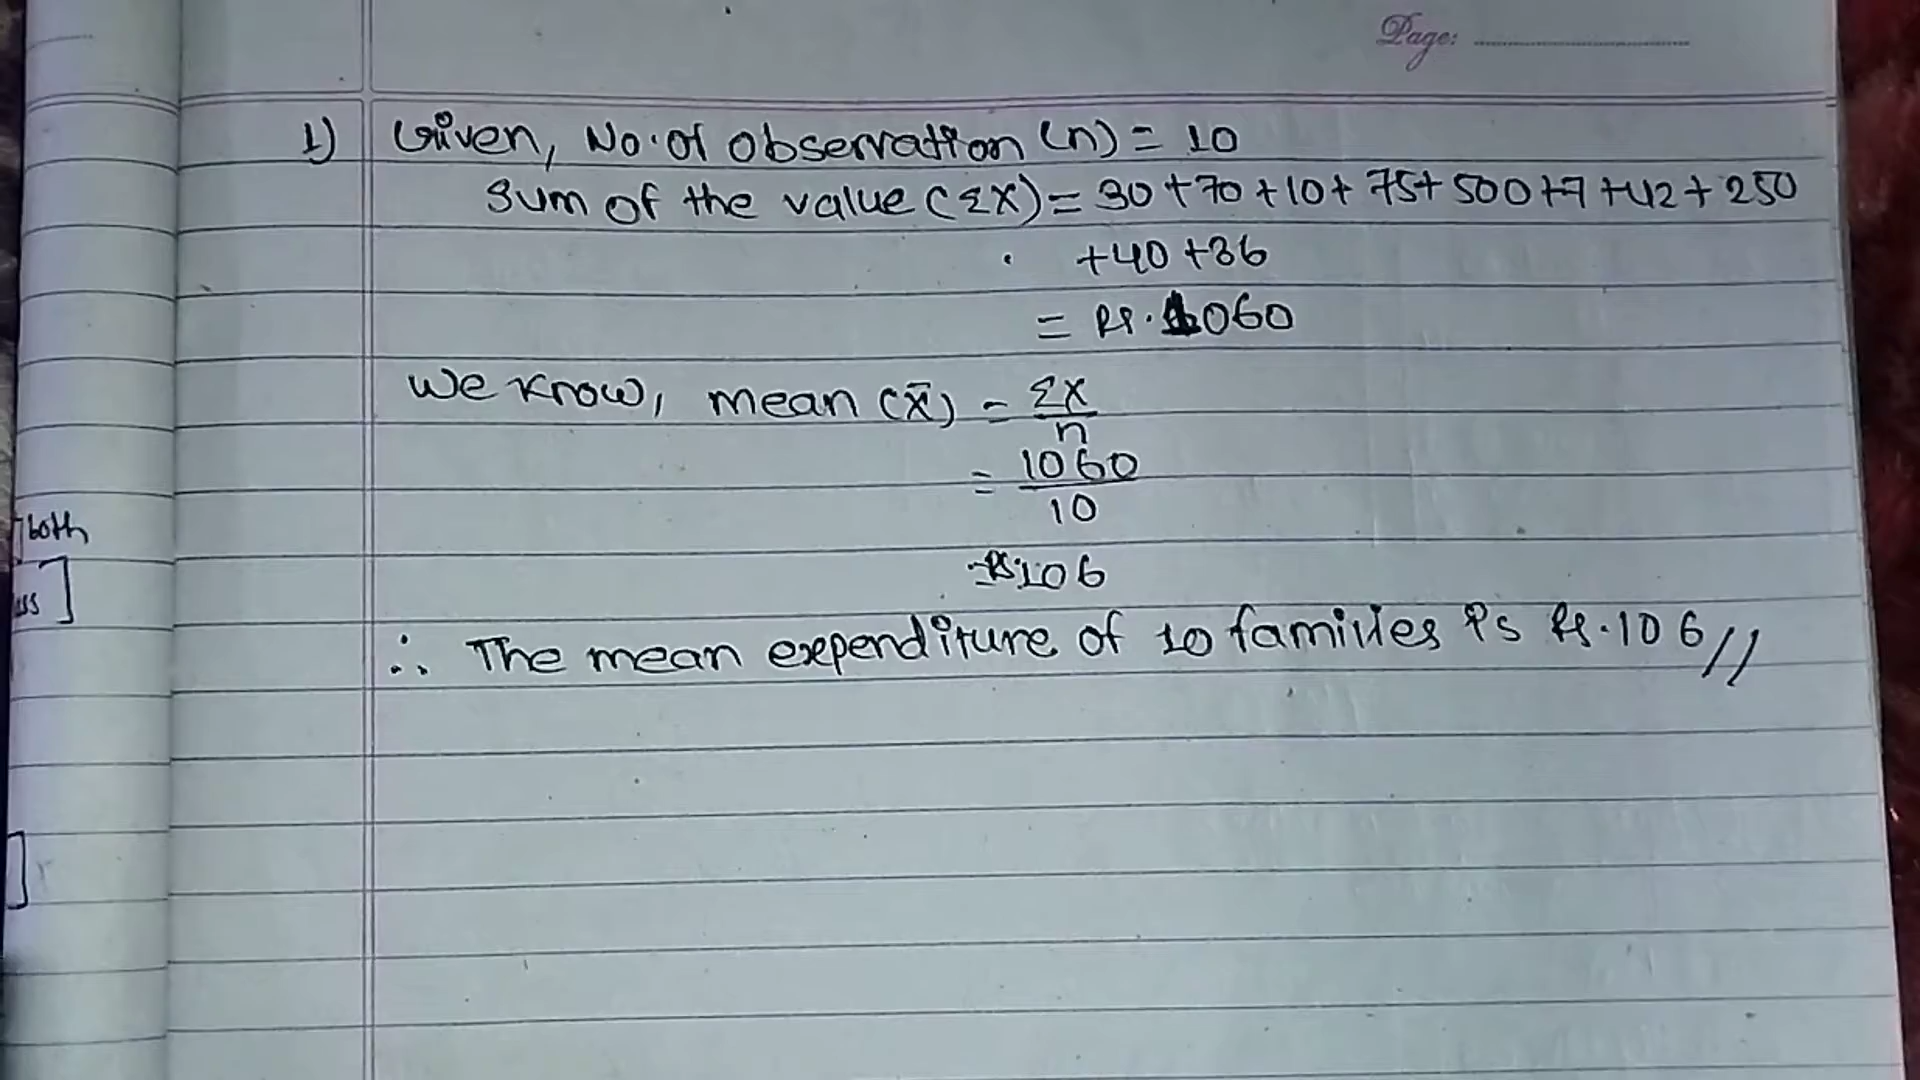 Page:
1) Given, No. of observation (n) = 10
Sum of the value (ΣX) = 30 + 70 + 10 + 75 + 500 + 7 + 42 + 250
+ 40 + 36
= Rs. 1060
We know, mean (X̄) = ΣX
n
= 1060
10
= Rs. 106
∴ The mean expenditure of 10 families is Rs. 106 //
both
ss ]
]